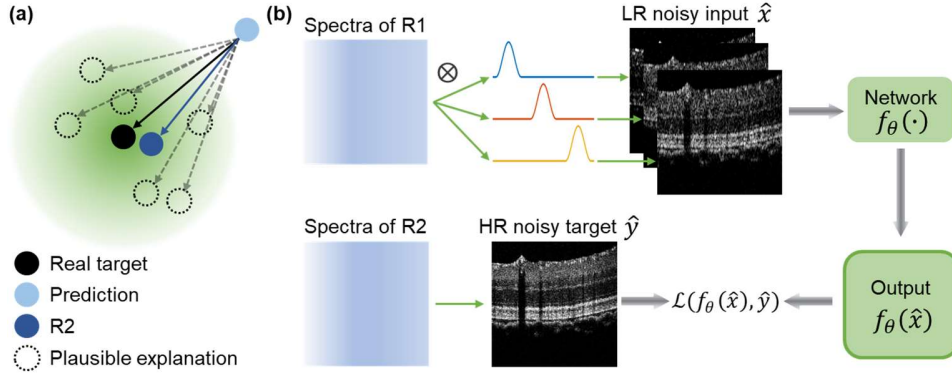 (a)
Real target
Prediction
R2
Plausible explanation
(b)
Spectra of R1
⊗
LR noisy input x̂
Network
f_θ(·)
Spectra of R2
HR noisy target ŷ
ℒ(f_θ(x̂), ŷ)
Output
f_θ(x̂)